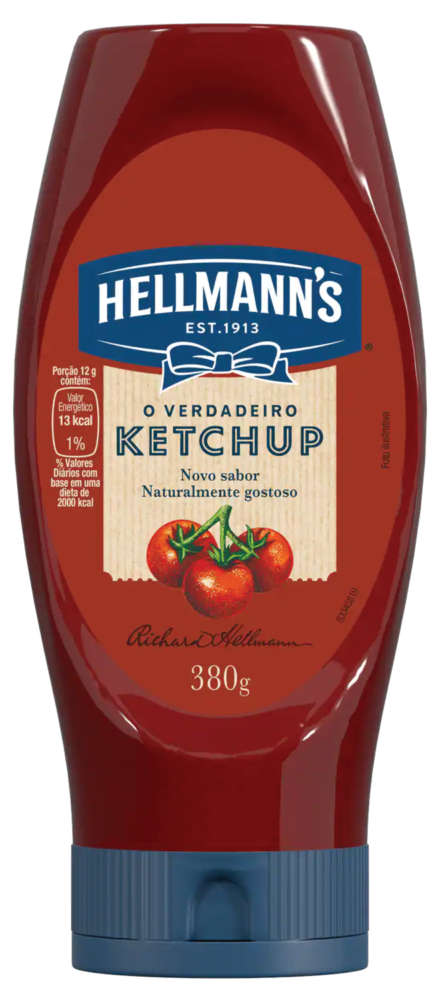 HELLMANN'S
EST.1913
®
Porção 12 g
contém:
Valor
Energético
13 kcal
1%
% Valores
Diários com
base em uma
dieta de
2000 kcal
O VERDADEIRO
KETCHUP
Novo sabor
Naturalmente gostoso
Foto ilustrativa
83345619
Richard Hellmann
380g